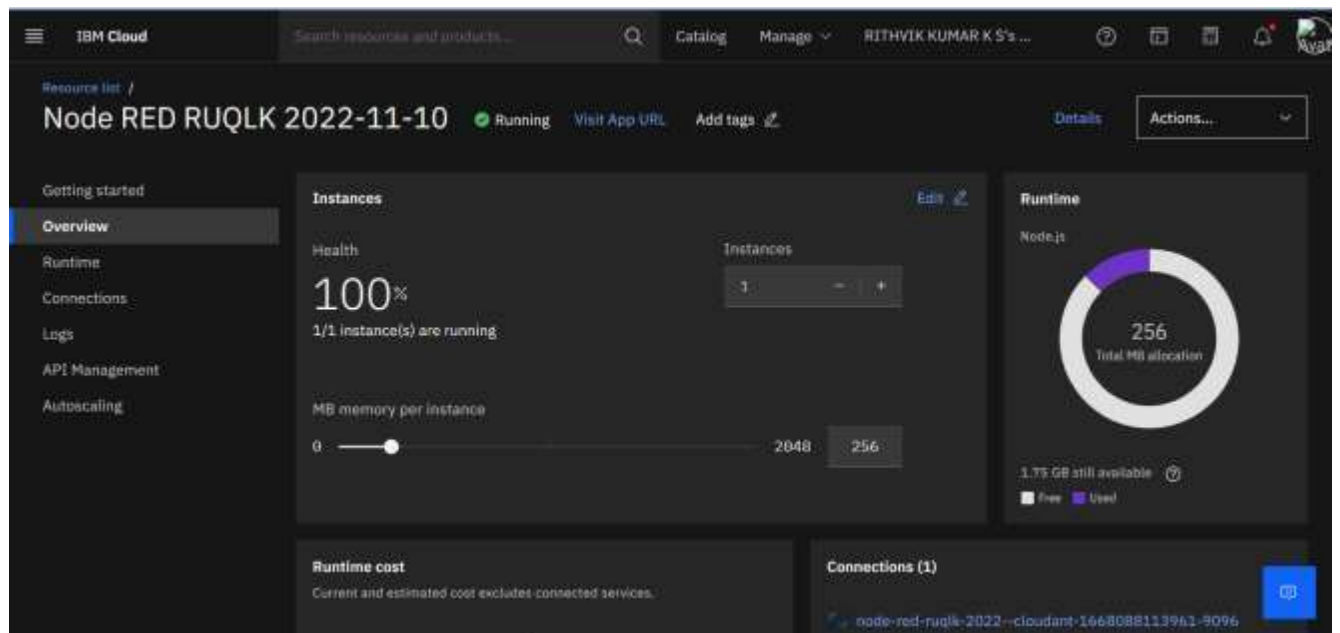 IBM Cloud
Search resources and products...
Catalog
Manage
RITHVIK KUMAR K S's ...
Resource list /
Node RED RUQLK 2022-11-10
Running
Visit App URL
Add tags
Details
Actions...
Getting started
Overview
Runtime
Connections
Logs
API Management
Autoscaling
Instances
Edit
Health
100%
1/1 instance(s) are running
Instances
1
MB memory per instance
0
2048
256
Runtime
Node.js
256
Total MB allocation
1.75 GB still available
Free
Used
Runtime cost
Current and estimated cost excludes connected services.
Connections (1)
node-red-ruqlk-2022--cloudant-1668088113961-9096